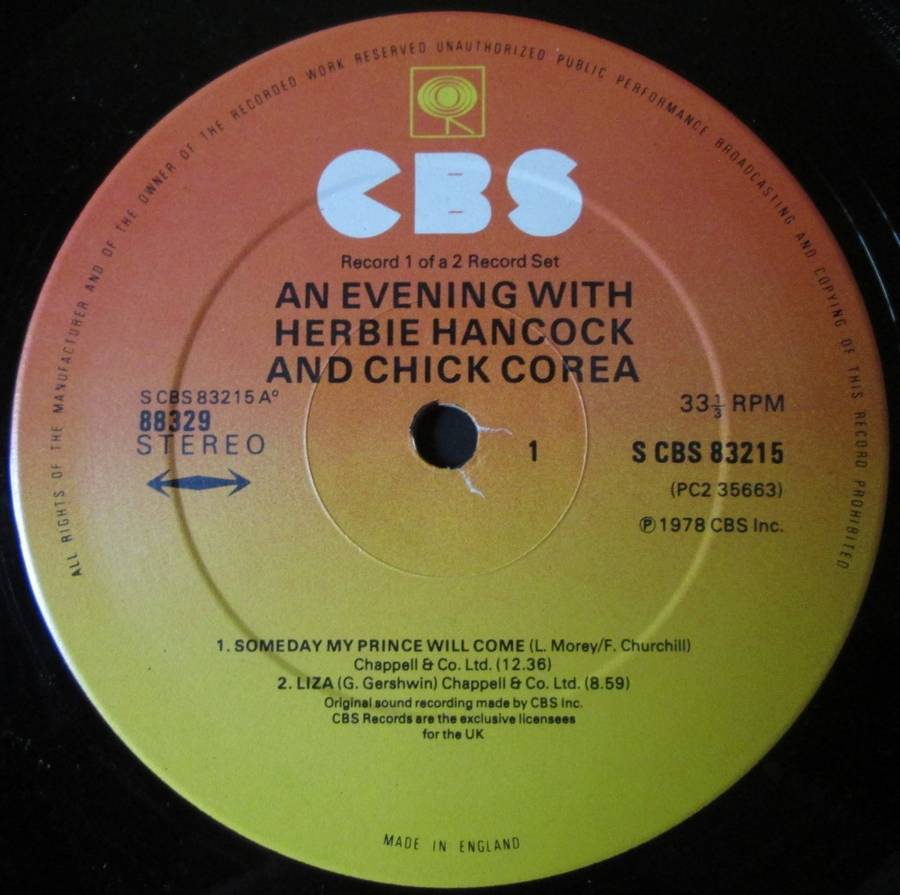 ALL RIGHTS OF THE MANUFACTURER AND OF THE OWNER OF THE RECORDED WORK RESERVED UNAUTHORIZED PUBLIC PERFORMANCE BROADCASTING AND COPYING OF THIS RECORD PROHIBITED
CBS
Record 1 of a 2 Record Set
AN EVENING WITH
HERBIE HANCOCK
AND CHICK COREA
S CBS 83215 Aº
88329
STEREO
1
33⅓ RPM
S CBS 83215
(PC2 35663)
℗ 1978 CBS Inc.
1. SOMEDAY MY PRINCE WILL COME (L. Morey/F. Churchill)
Chappell & Co. Ltd. (12.36)
2. LIZA (G. Gershwin) Chappell & Co. Ltd. (8.59)
Original sound recording made by CBS Inc.
CBS Records are the exclusive licensees
for the UK
MADE IN ENGLAND